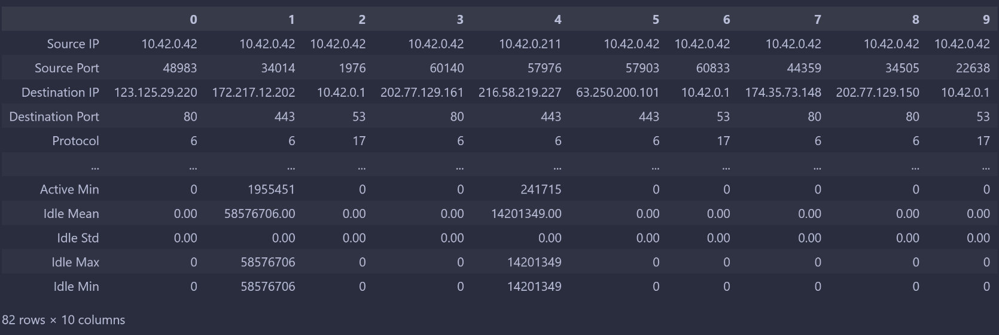 0 1 2 3 4 5 6 7 8 9
Source IP 10.42.0.42 10.42.0.42 10.42.0.42 10.42.0.42 10.42.0.211 10.42.0.42 10.42.0.42 10.42.0.42 10.42.0.42 10.42.0.42
Source Port 48983 34014 1976 60140 57976 57903 60833 44359 34505 22638
Destination IP 123.125.29.220 172.217.12.202 10.42.0.1 202.77.129.161 216.58.219.227 63.250.200.101 10.42.0.1 174.35.73.148 202.77.129.150 10.42.0.1
Destination Port 80 443 53 80 443 443 53 80 80 53
Protocol 6 6 17 6 6 6 17 6 6 17
... ... ... ... ... ... ... ... ... ... ...
Active Min 0 1955451 0 0 241715 0 0 0 0 0
Idle Mean 0.00 58576706.00 0.00 0.00 14201349.00 0.00 0.00 0.00 0.00 0.00
Idle Std 0.00 0.00 0.00 0.00 0.00 0.00 0.00 0.00 0.00 0.00
Idle Max 0 58576706 0 0 14201349 0 0 0 0 0
Idle Min 0 58576706 0 0 14201349 0 0 0 0 0
82 rows × 10 columns